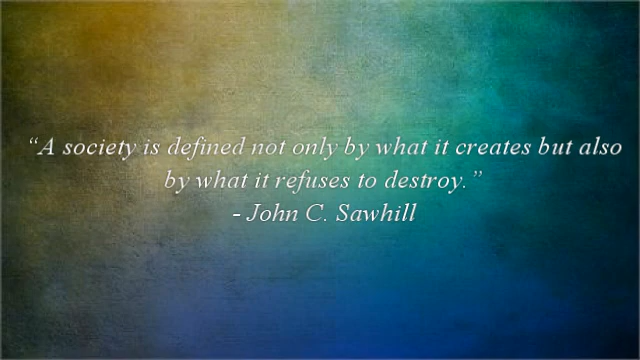 “A society is defined not only by what it creates but also
by what it refuses to destroy.”
- John C. Sawhill